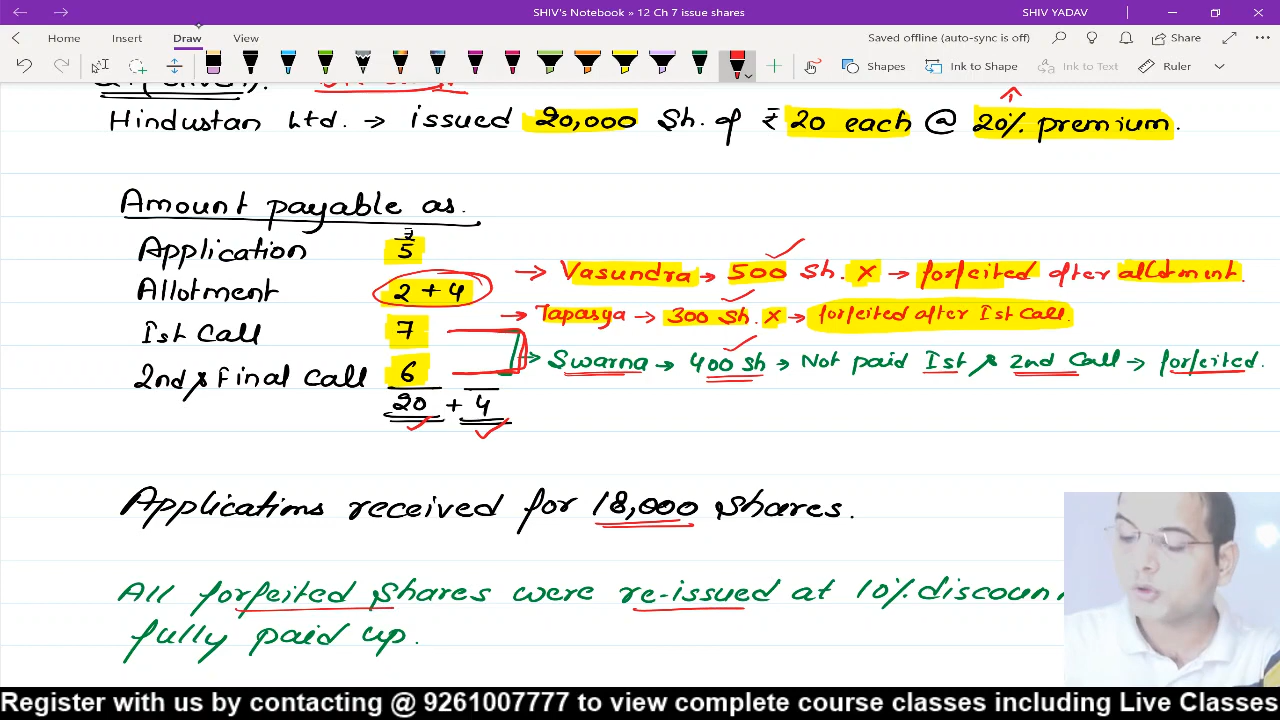 SHIV's Notebook » 12 Ch 7 issue shares
SHIV YADAV
Home Insert Draw View
Saved offline (auto-sync is off)
Share
Shapes
Ink to Shape
Ink to Text
Ruler
Hindustan Ltd. → issued 20,000 Sh. of ₹ 20 each @ 20% premium.
Amount payable as.
₹
Application 5
Allotment 2 + 4
Ist Call 7
2nd & Final Call 6
20 + 4
→ Vasundra → 500 Sh. x → forfeited after allotment.
→ Tapasya → 300 Sh. x → forfeited after Ist Call.
→ Swarna → 400 Sh → Not paid Ist & 2nd Call → forfeited.
Applications received for 18,000 Shares.
All forfeited Shares were re-issued at 10% discount
fully paid up.
Register with us by contacting @ 9261007777 to view complete course classes including Live Classes